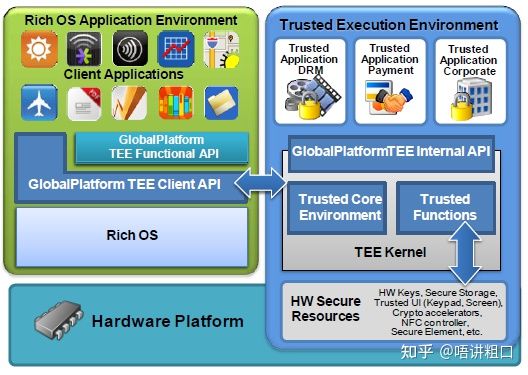 Rich OS Application Environment
Client Applications
GlobalPlatform
TEE Functional API
GlobalPlatform TEE Client API
Rich OS
Trusted Execution Environment
Trusted
Application
DRM
Trusted
Application
Payment
Trusted
Application
Corporate
GlobalPlatformTEE Internal API
Trusted Core
Environment
Trusted
Functions
TEE Kernel
HW Secure
Resources
HW Keys, Secure Storage,
Trusted UI (Keypad, Screen),
Crypto accelerators,
NFC controller,
Secure Element, etc.
Hardware Platform
知乎 @唔讲粗口